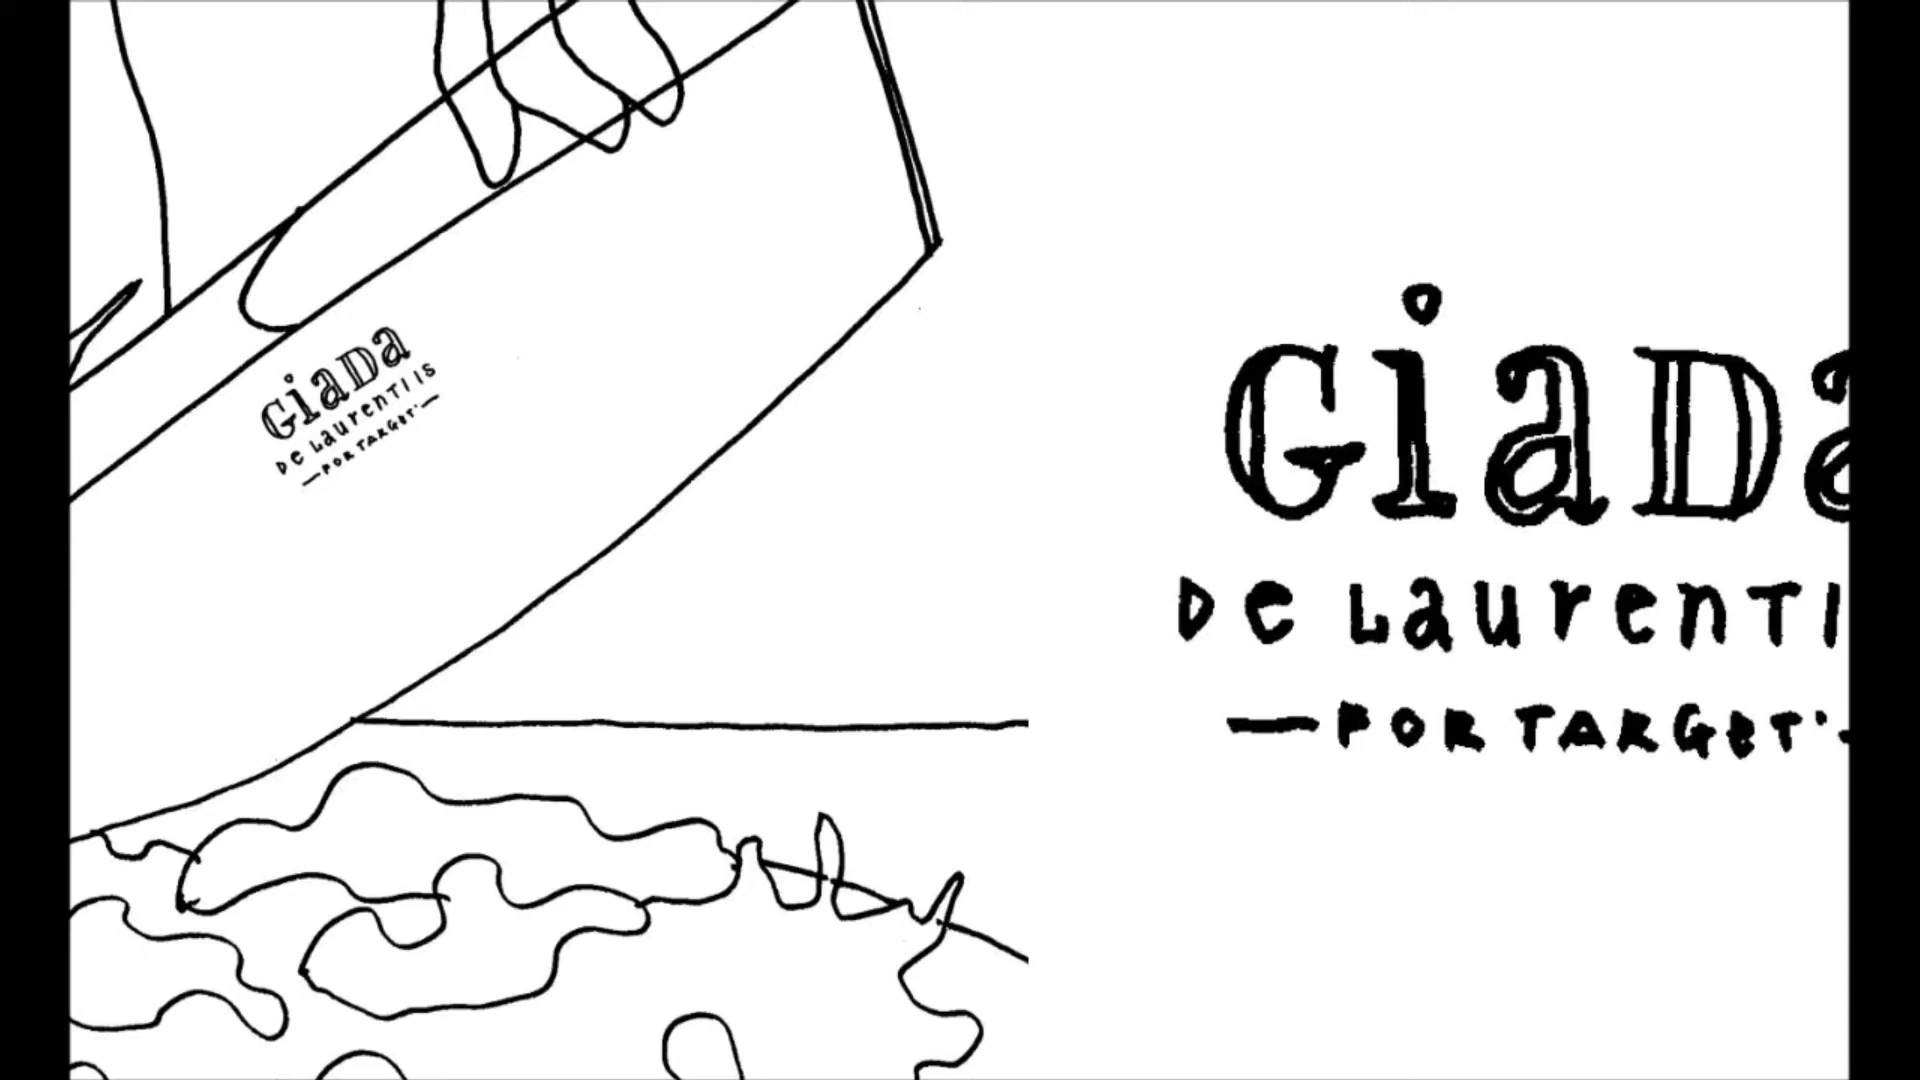 GiaDa
De LaurenTiis
—FOR TARGET—
GiaDa
De LaurenTi
—FOR TARGET